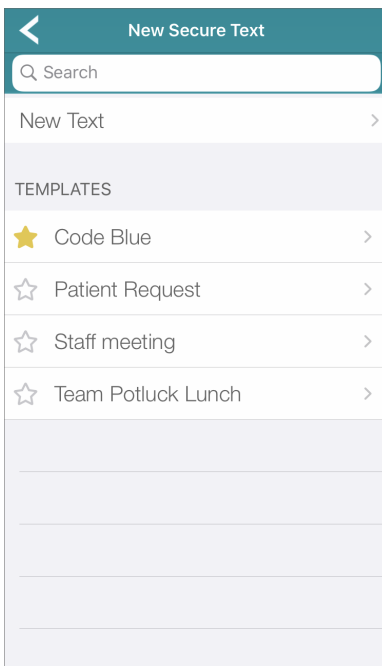 New Secure Text
Search
New Text
TEMPLATES
Code Blue
Patient Request
Staff meeting
Team Potluck Lunch